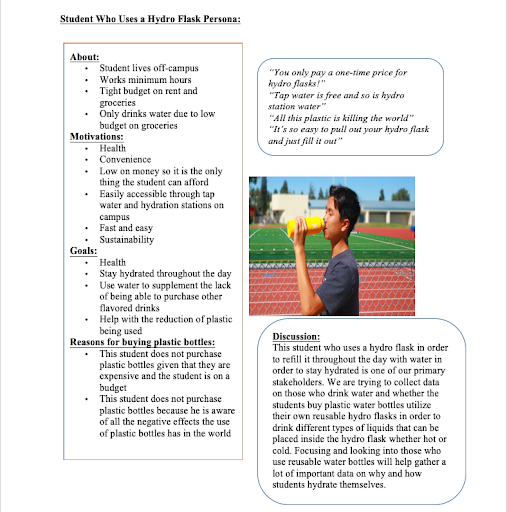 Student Who Uses a Hydro Flask Persona:
About:
• Student lives off-campus
• Works minimum hours
• Tight budget on rent and
groceries
• Only drinks water due to low
budget on groceries
Motivations:
• Health
• Convenience
• Low on money so it is the only
thing the student can afford
• Easily accessible through tap
water and hydration stations on
campus
• Fast and easy
• Sustainability
Goals:
• Health
• Stay hydrated throughout the day
• Use water to supplement the lack
of being able to purchase other
flavored drinks
• Help with the reduction of plastic
being used
Reasons for buying plastic bottles:
• This student does not purchase
plastic bottles given that they are
expensive and the student is on a
budget
• This student does not purchase
plastic bottles because he is aware
of all the negative effects the use
of plastic bottles has in the world
“You only pay a one-time price for
hydro flasks!”
“Tap water is free and so is hydro
station water”
“All this plastic is killing the world”
“It’s so easy to pull out your hydro flask
and just fill it out”
Discussion:
This student who uses a hydro flask in order
to refill it throughout the day with water in
order to stay hydrated is one of our primary
stakeholders. We are trying to collect data
on those who drink water and whether the
students buy plastic water bottles utilize
their own reusable hydro flasks in order to
drink different types of liquids that can be
placed inside the hydro flask whether hot or
cold. Focusing and looking into those who
use reusable water bottles will help gather a
lot of important data on why and how
students hydrate themselves.